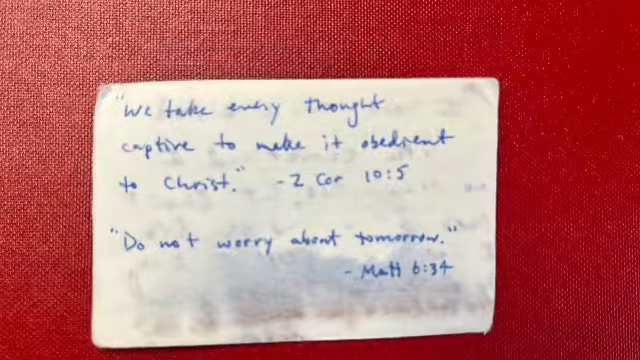 "We take every thought
captive to make it obedient
to Christ." - 2 Cor 10:5
"Do not worry about tomorrow."
- Matt 6:34